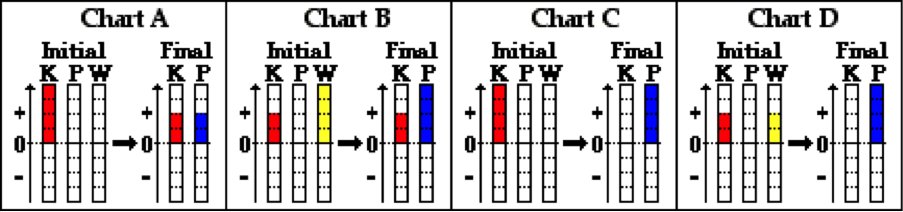 Chart A Chart B Chart C Chart D
Initial Final Initial Final Initial Final Initial Final
K P W K P K P W K P K P W K P K P W K P
+ + + + + + + +
0 0 0 0 0 0 0 0
- - - - - - - -